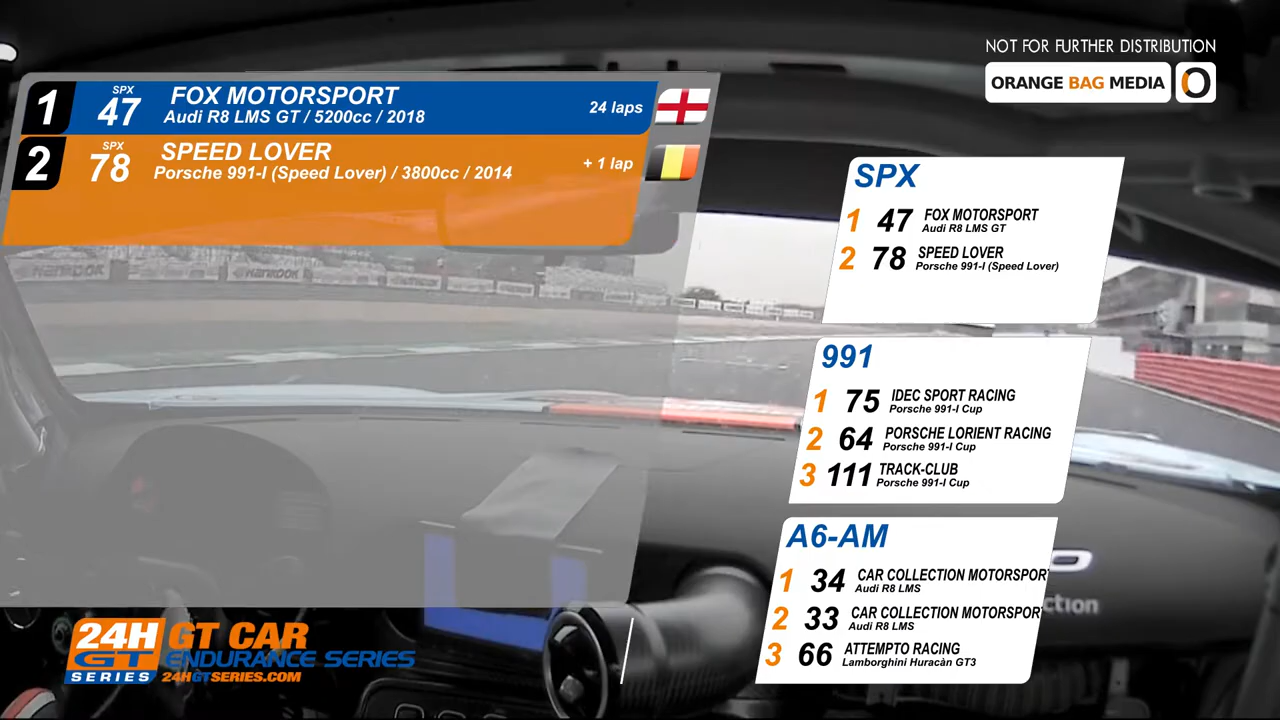 NOT FOR FURTHER DISTRIBUTION
ORANGE BAG MEDIA
1 SPX 47 FOX MOTORSPORT 24 laps
Audi R8 LMS GT / 5200cc / 2018
2 SPX 78 SPEED LOVER + 1 lap
Porsche 991-I (Speed Lover) / 3800cc / 2014
SPX
1 47 FOX MOTORSPORT
Audi R8 LMS GT
2 78 SPEED LOVER
Porsche 991-I (Speed Lover)
HANKOOK HANKOOK
991
1 75 IDEC SPORT RACING
Porsche 991-I Cup
2 64 PORSCHE LORIENT RACING
Porsche 991-I Cup
3 111 TRACK-CLUB
Porsche 991-I Cup
A6-AM
1 34 CAR COLLECTION MOTORSPOR
Audi R8 LMS
2 33 CAR COLLECTION MOTORSPOR
Audi R8 LMS
3 66 ATTEMPTO RACING
Lamborghini Huracàn GT3
24H GT SERIES
GT CAR
ENDURANCE SERIES
24HGTSERIES.COM